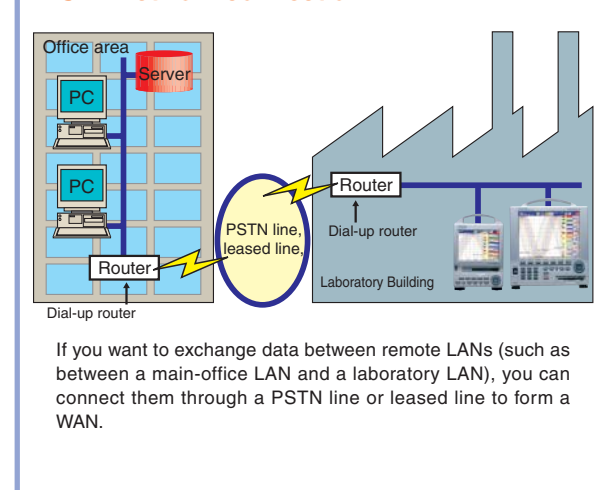 Office area
Server
PC
PC
Router
Dial-up router
PSTN line,
leased line,
Router
Dial-up router
Laboratory Building
If you want to exchange data between remote LANs (such as
between a main-office LAN and a laboratory LAN), you can
connect them through a PSTN line or leased line to form a
WAN.